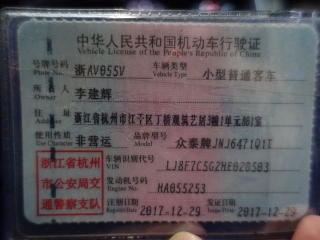 中华人民共和国机动车行驶证
Vehicle License of the People's Republic of China
号牌号码 浙AV055V 车辆类型 小型普通客车
Plate No. Vehicle Type
所有人 李建辉
Owner
住址 浙江省杭州市江干区丁桥 筑艺居3幢1单元801室
Address
使用性质 非营运 品牌型号 众泰牌JNJ6471QIT
Use Character Model
浙江省杭州 车辆识别代号 LJ8F7C5G2HE028583
VIN
市公安局交 发动机号码 HA055253
Engine No.
通警察支队 注册日期 2017-12-29 发证日期 2017-12-29
Register Date Issue Date